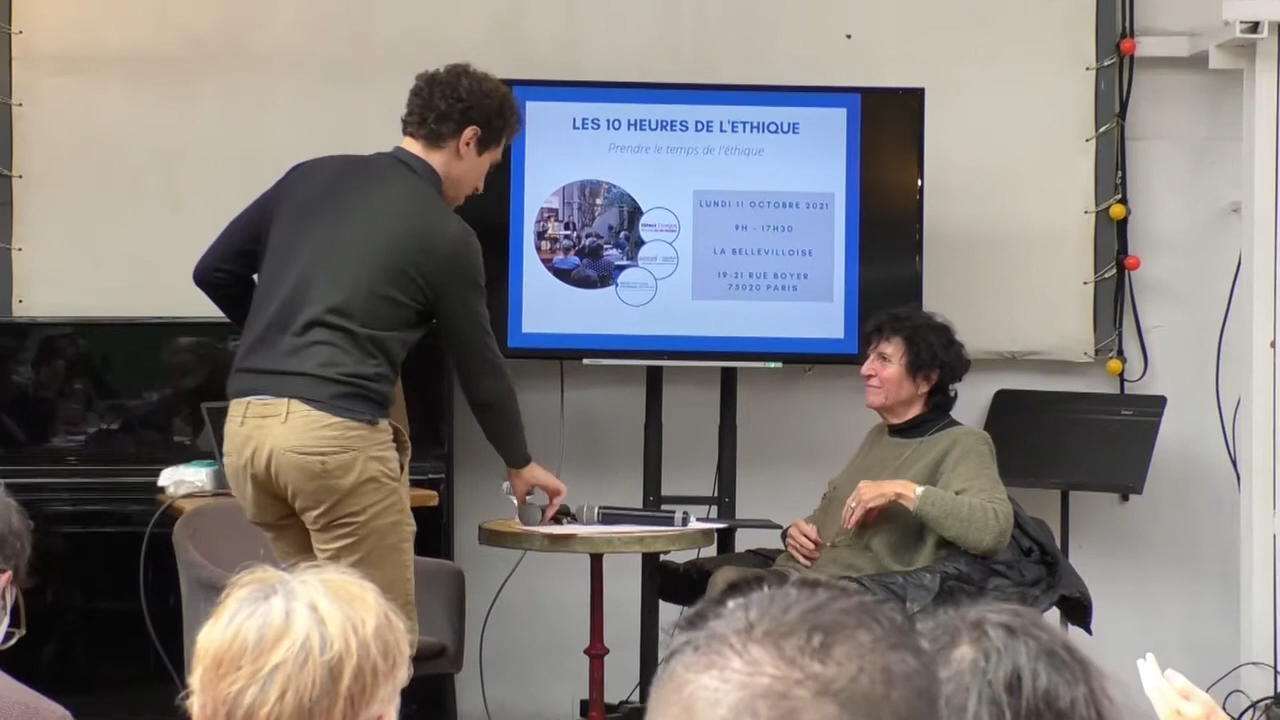 LES 10 HEURES DE L'ETHIQUE
Prendre le temps de l'éthique
LUNDI 11 OCTOBRE 2021
9H - 17H30
LA BELLEVILLOISE
19-21 RUE BOYER
75020 PARIS